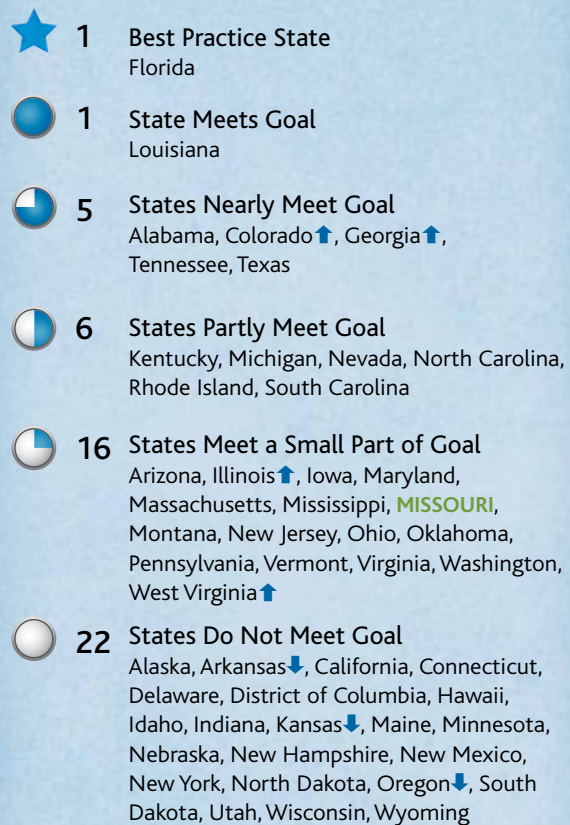 1 Best Practice State
Florida
1 State Meets Goal
Louisiana
5 States Nearly Meet Goal
Alabama, Colorado⬆, Georgia⬆,
Tennessee, Texas
6 States Partly Meet Goal
Kentucky, Michigan, Nevada, North Carolina,
Rhode Island, South Carolina
16 States Meet a Small Part of Goal
Arizona, Illinois⬆, Iowa, Maryland,
Massachusetts, Mississippi, MISSOURI,
Montana, New Jersey, Ohio, Oklahoma,
Pennsylvania, Vermont, Virginia, Washington,
West Virginia⬆
22 States Do Not Meet Goal
Alaska, Arkansas⬇, California, Connecticut,
Delaware, District of Columbia, Hawaii,
Idaho, Indiana, Kansas⬇, Maine, Minnesota,
Nebraska, New Hampshire, New Mexico,
New York, North Dakota, Oregon⬇, South
Dakota, Utah, Wisconsin, Wyoming